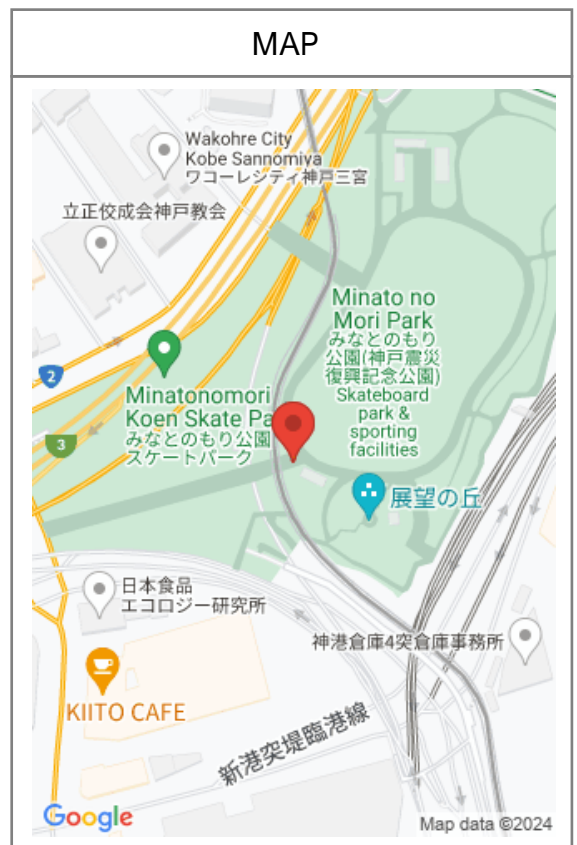 MAP
Wakohre City
Kobe Sannomiya
ワコーレシティ神戸三宮
立正佼成会神戸教会
Minato no
Mori Park
みなとのもり
公園(神戸震災
復興記念公園)
Skateboard
park &
sporting
facilities
2
Minatonomori
Koen Skate Pa
みなとのもり公園
スケートパーク
3
展望の丘
日本食品
エコロジー研究所
神港倉庫4突倉庫事務所
KIITO CAFE
新港突堤臨港線
Google
Map data ©2024